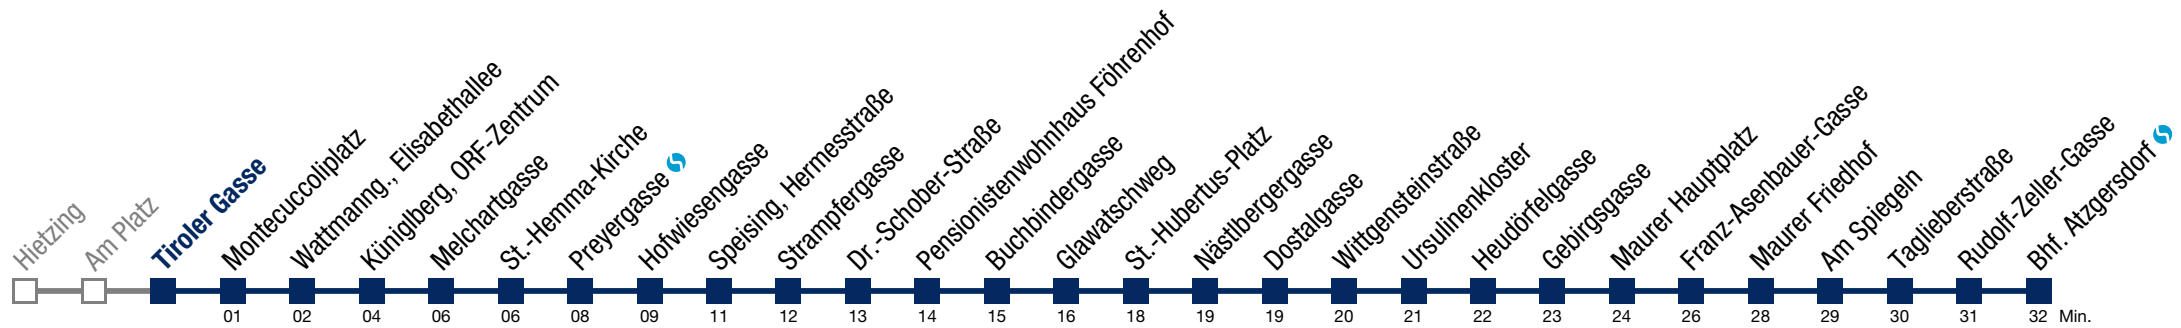 Hietzing
Am Platz
Tiroler Gasse
Montecuccoliplatz
Wattmanng., Elisabethallee
Küniglberg, ORF-Zentrum
Melchartgasse
St.-Hemma-Kirche
Preyergasse
Hofwiesengasse
Speising, Hermesstraße
Strampfergasse
Dr.-Schober-Straße
Pensionistenwohnhaus Föhrenhof
Buchbindergasse
Glawatschweg
St.-Hubertus-Platz
Nästlbergergasse
Dostalgasse
Wittgensteinstraße
Ursulinenkloster
Heudörfelgasse
Gebirgsgasse
Maurer Hauptplatz
Franz-Asenbauer-Gasse
Maurer Friedhof
Am Spiegeln
Taglieberstraße
Rudolf-Zeller-Gasse
Bhf. Atzgersdorf
01 02 04 06 06 08 09 11 12 13 14 15 16 18 19 19 20 21 22 23 24 26 28 29 30 31 32 Min.